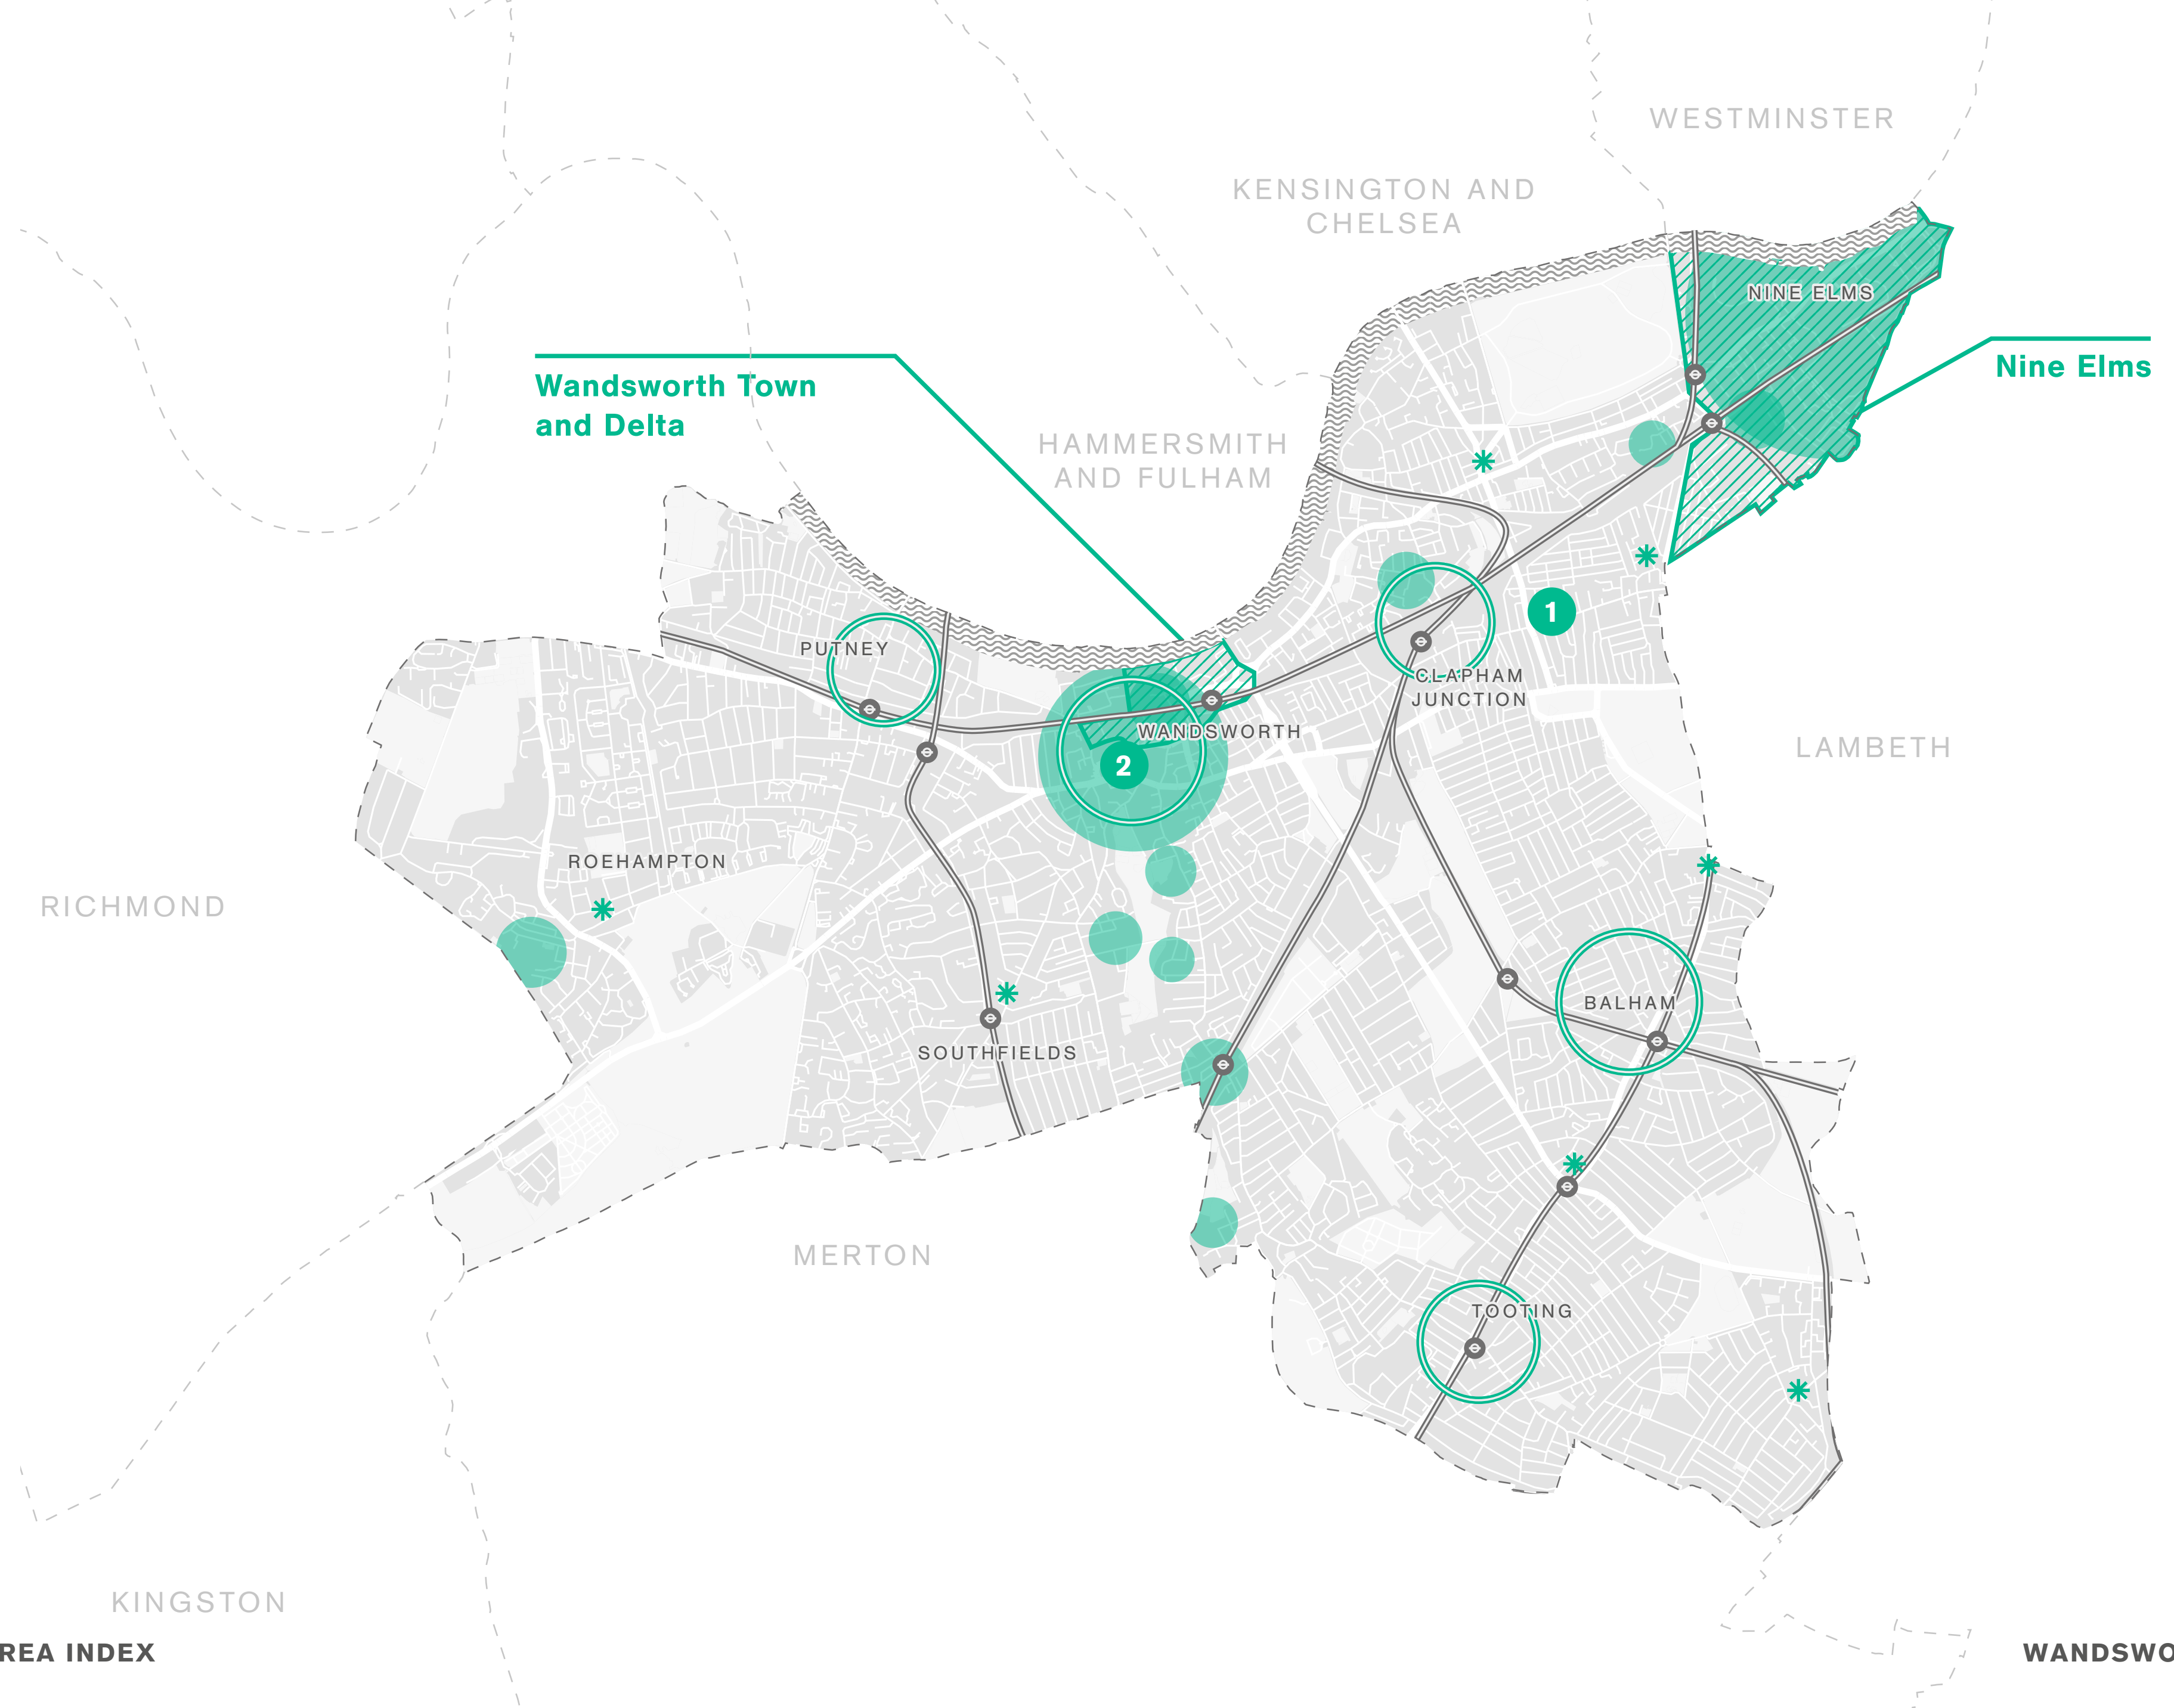 WESTMINSTER
KENSINGTON AND
CHELSEA
NINE ELMS
Nine Elms
Wandsworth Town
and Delta
HAMMERSMITH
AND FULHAM
1
PUTNEY
CLAPHAM
JUNCTION
WANDSWORTH
LAMBETH
2
ROEHAMPTON
RICHMOND
BALHAM
SOUTHFIELDS
MERTON
TOOTING
KINGSTON
REA INDEX
WANDSWO